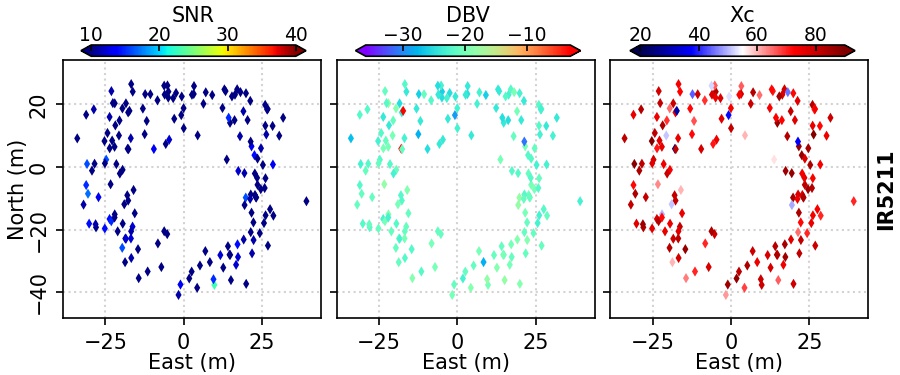 SNR DBV Xc
10 20 30 40 −30 −20 −10 20 40 60 80
20
0
−20
−40
North (m)
−25 0 25 −25 0 25 −25 0 25
East (m) East (m) East (m)
IR5211